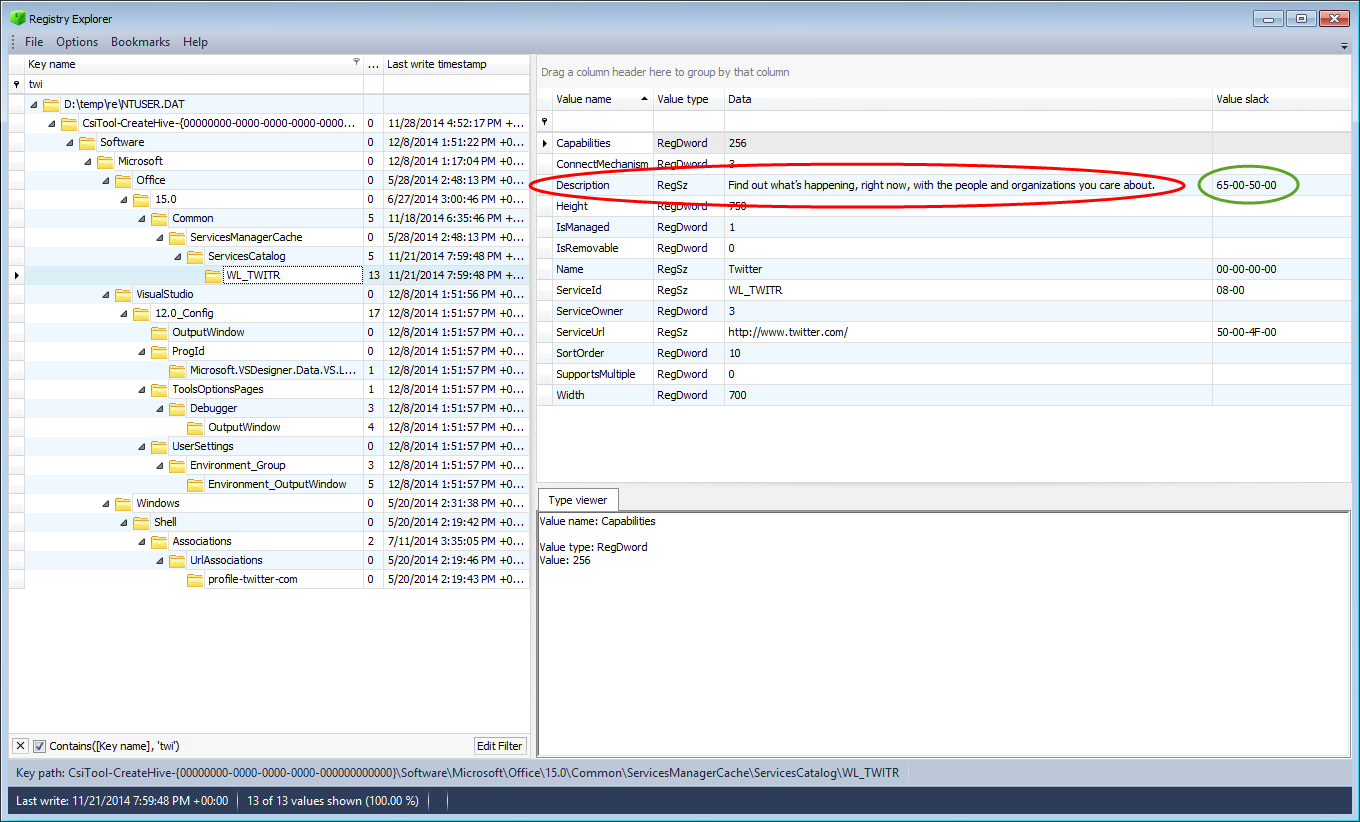 Registry Explorer
File Options Bookmarks Help
Key name ... Last write timestamp
twi
D:\temp\re\NTUSER.DAT
CsiTool-CreateHive-{00000000-0000-0000-0000-0000... 0 11/28/2014 4:52:17 PM +...
Software 0 12/8/2014 1:51:22 PM +0...
Microsoft 0 12/8/2014 1:17:04 PM +0...
Office 0 5/28/2014 2:48:13 PM +0...
15.0 0 6/27/2014 3:00:46 PM +0...
Common 5 11/18/2014 6:35:46 PM +...
ServicesManagerCache 0 5/28/2014 2:48:13 PM +0...
ServicesCatalog 5 11/21/2014 7:59:48 PM +...
WL_TWITR 13 11/21/2014 7:59:48 PM +...
VisualStudio 0 12/8/2014 1:51:56 PM +0...
12.0_Config 17 12/8/2014 1:51:57 PM +0...
OutputWindow 0 12/8/2014 1:51:57 PM +0...
ProgId 0 12/8/2014 1:51:57 PM +0...
Microsoft.VSDesigner.Data.VS.L... 1 12/8/2014 1:51:57 PM +0...
ToolsOptionsPages 1 12/8/2014 1:51:57 PM +0...
Debugger 3 12/8/2014 1:51:57 PM +0...
OutputWindow 4 12/8/2014 1:51:57 PM +0...
UserSettings 0 12/8/2014 1:51:57 PM +0...
Environment_Group 3 12/8/2014 1:51:57 PM +0...
Environment_OutputWindow 5 12/8/2014 1:51:57 PM +0...
Windows 0 5/20/2014 2:31:38 PM +0...
Shell 0 5/20/2014 2:19:42 PM +0...
Associations 2 7/11/2014 3:35:05 PM +0...
UrlAssociations 0 5/20/2014 2:19:46 PM +0...
profile-twitter-com 0 5/20/2014 2:19:43 PM +0...
Contains([Key name], 'twi') Edit Filter
Drag a column header here to group by that column
Value name Value type Data Value slack
Capabilities RegDword 256
ConnectMechanism RegDword 3
Description RegSz Find out what's happening, right now, with the people and organizations you care about. 65-00-50-00
Height RegDword 750
IsManaged RegDword 1
IsRemovable RegDword 0
Name RegSz Twitter 00-00-00-00
ServiceId RegSz WL_TWITR 08-00
ServiceOwner RegDword 3
ServiceUrl RegSz http://www.twitter.com/ 50-00-4F-00
SortOrder RegDword 10
SupportsMultiple RegDword 0
Width RegDword 700
Type viewer
Value name: Capabilities
Value type: RegDword
Value: 256
Key path: CsiTool-CreateHive-{00000000-0000-0000-0000-000000000000}\Software\Microsoft\Office\15.0\Common\ServicesManagerCache\ServicesCatalog\WL_TWITR
Last write: 11/21/2014 7:59:48 PM +00:00 13 of 13 values shown (100.00 %)